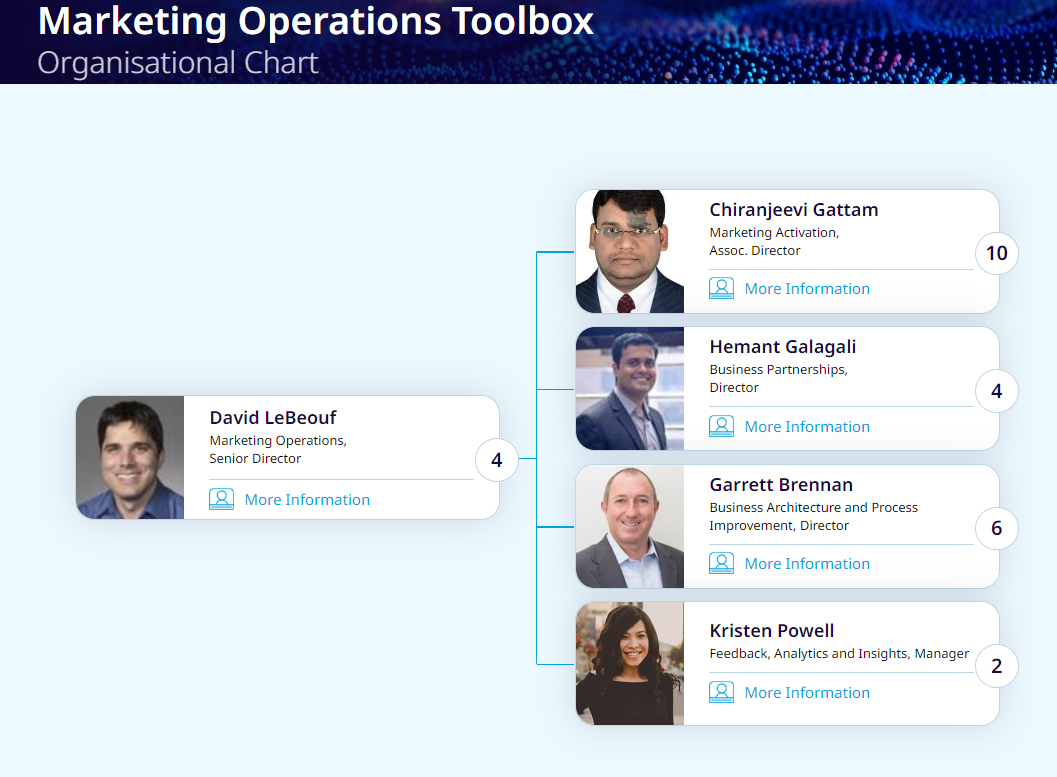 Marketing Operations Toolbox
Organisational Chart
David LeBeouf
Marketing Operations,
Senior Director
More Information
4
Chiranjeevi Gattam
Marketing Activation,
Assoc. Director
More Information
10
Hemant Galagali
Business Partnerships,
Director
More Information
4
Garrett Brennan
Business Architecture and Process
Improvement, Director
More Information
6
Kristen Powell
Feedback, Analytics and Insights, Manager
More Information
2